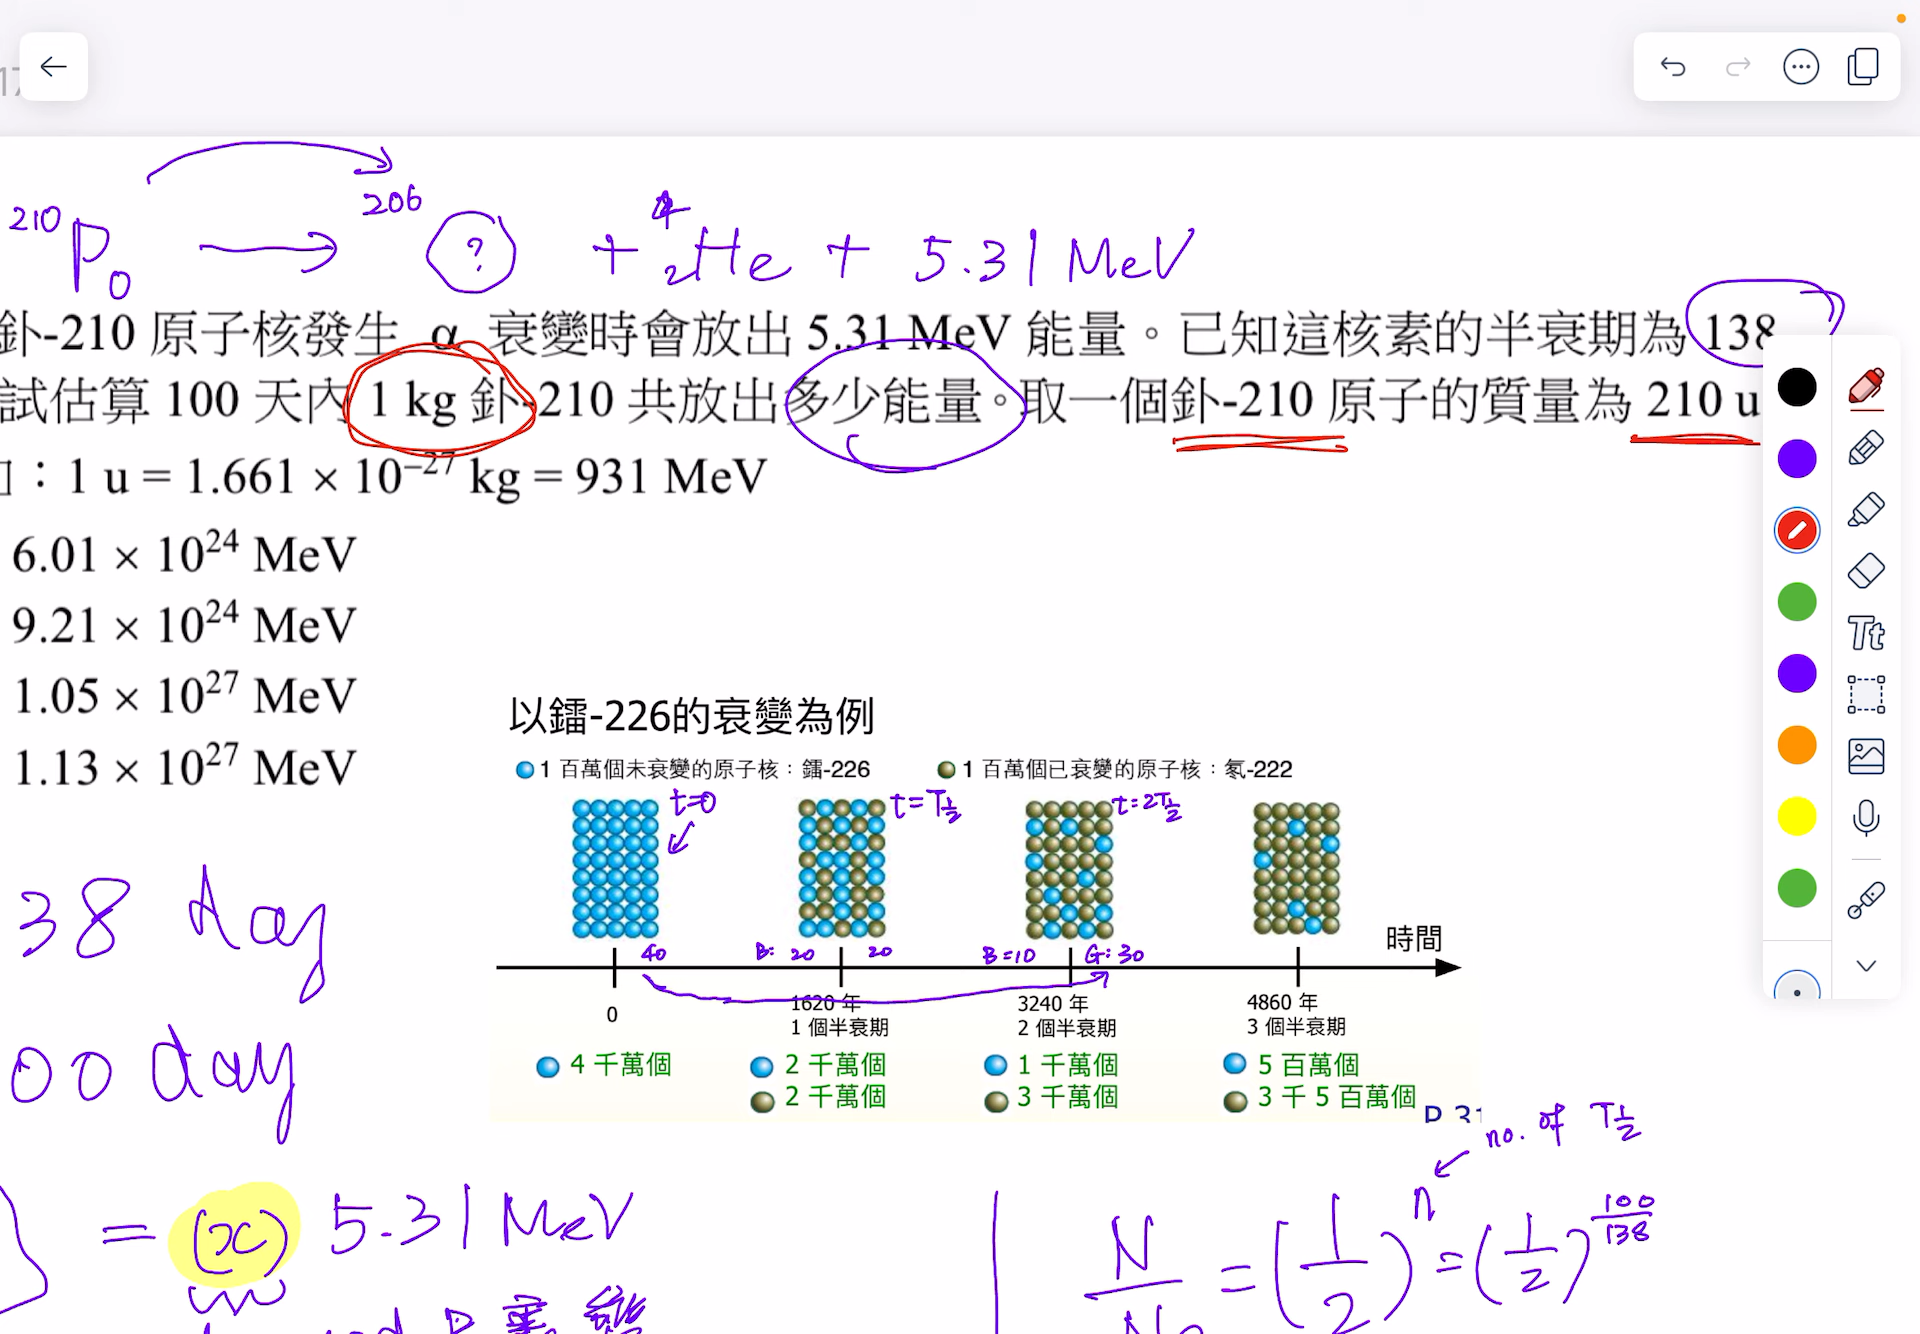 17
206
210 Po → ? + 4 2 He + 5.31 MeV
釙-210 原子核發生 α 衰變時會放出 5.31 MeV 能量。已知這核素的半衰期為 138
試估算 100 天內 1 kg 釙-210 共放出多少能量。取一個釙-210 原子的質量為 210 u
：1 u = 1.661 × 10⁻²⁷ kg = 931 MeV
6.01 × 10²⁴ MeV
9.21 × 10²⁴ MeV
1.05 × 10²⁷ MeV
1.13 × 10²⁷ MeV
Tt
以鐳-226的衰變為例
1 百萬個未衰變的原子核：鐳-226 1 百萬個已衰變的原子核：氡-222
t=0 t=T½ t=2T½
38 day
40 B: 20 20 B=10 G: 30
時間
0 1620 年 3240 年 4860 年
1 個半衰期 2 個半衰期 3 個半衰期
00 day
4 千萬個 2 千萬個 1 千萬個 5 百萬個
2 千萬個 3 千萬個 3 千 5 百萬個
P.31
no. of T½
= (x) 5.31 MeV
N/N₀ = (1/2)ⁿ = (1/2)^(100/138)
衰變